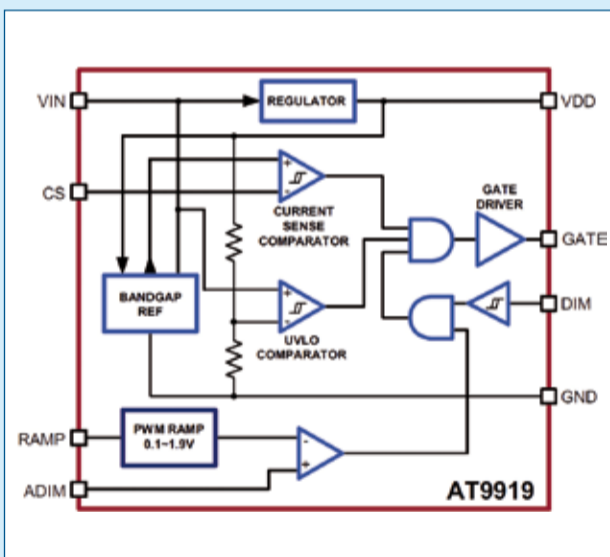 VIN
REGULATOR
VDD
CS
+
-
CURRENT
SENSE
COMPARATOR
GATE
DRIVER
GATE
BANDGAP
REF
+
-
UVLO
COMPARATOR
DIM
GND
RAMP
PWM RAMP
0.1~1.9V
-
+
ADIM
AT9919